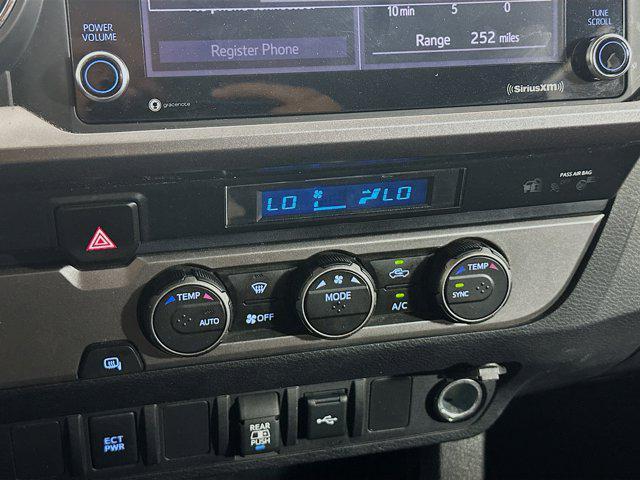 POWER
VOLUME
Register Phone
10 min 5 0
Range 252 miles
TUNE
SCROLL
gracenote
SiriusXM
PASS AIR BAG
LO LO
TEMP
AUTO
OFF
MODE
A/C
TEMP
SYNC
ECT
PWR
REAR
PUSH